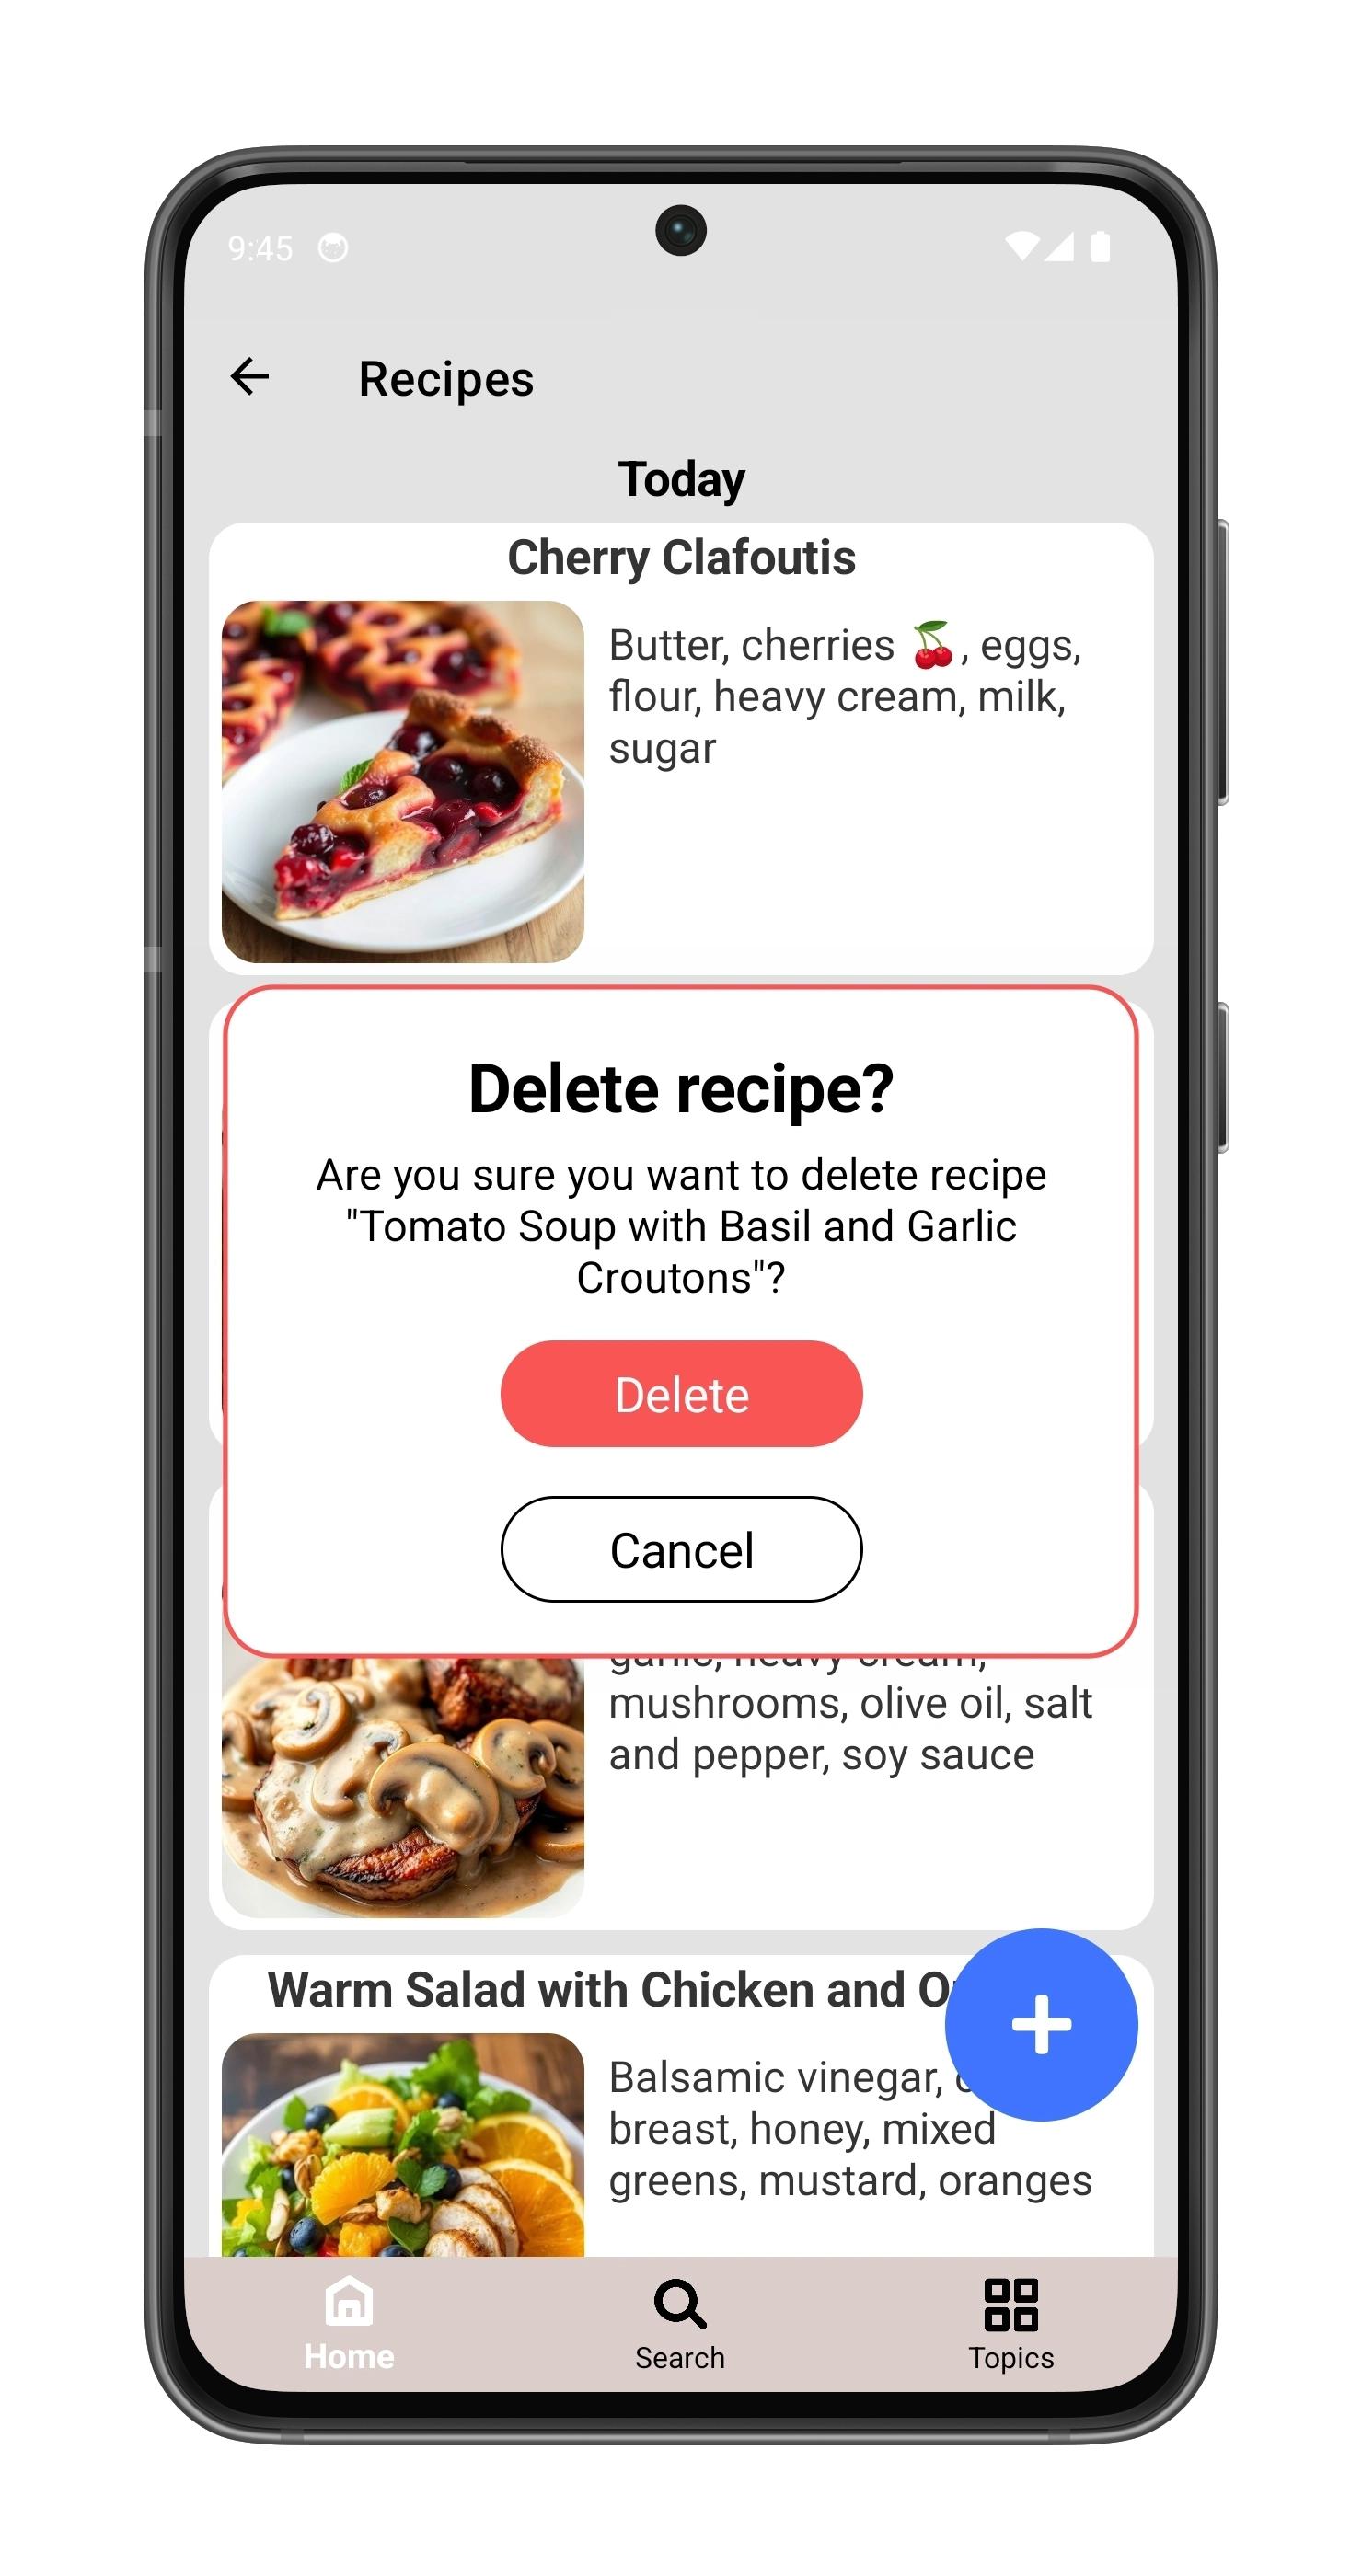 9:45
Recipes
Today
Cherry Clafoutis
Butter, cherries 🍒, eggs,
flour, heavy cream, milk,
sugar
Delete recipe?
Are you sure you want to delete recipe
"Tomato Soup with Basil and Garlic
Croutons"?
Delete
Cancel
garlic, heavy cream,
mushrooms, olive oil, salt
and pepper, soy sauce
Warm Salad with Chicken and
Balsamic vinegar,
breast, honey, mixed
greens, mustard, oranges
Home
Search
Topics